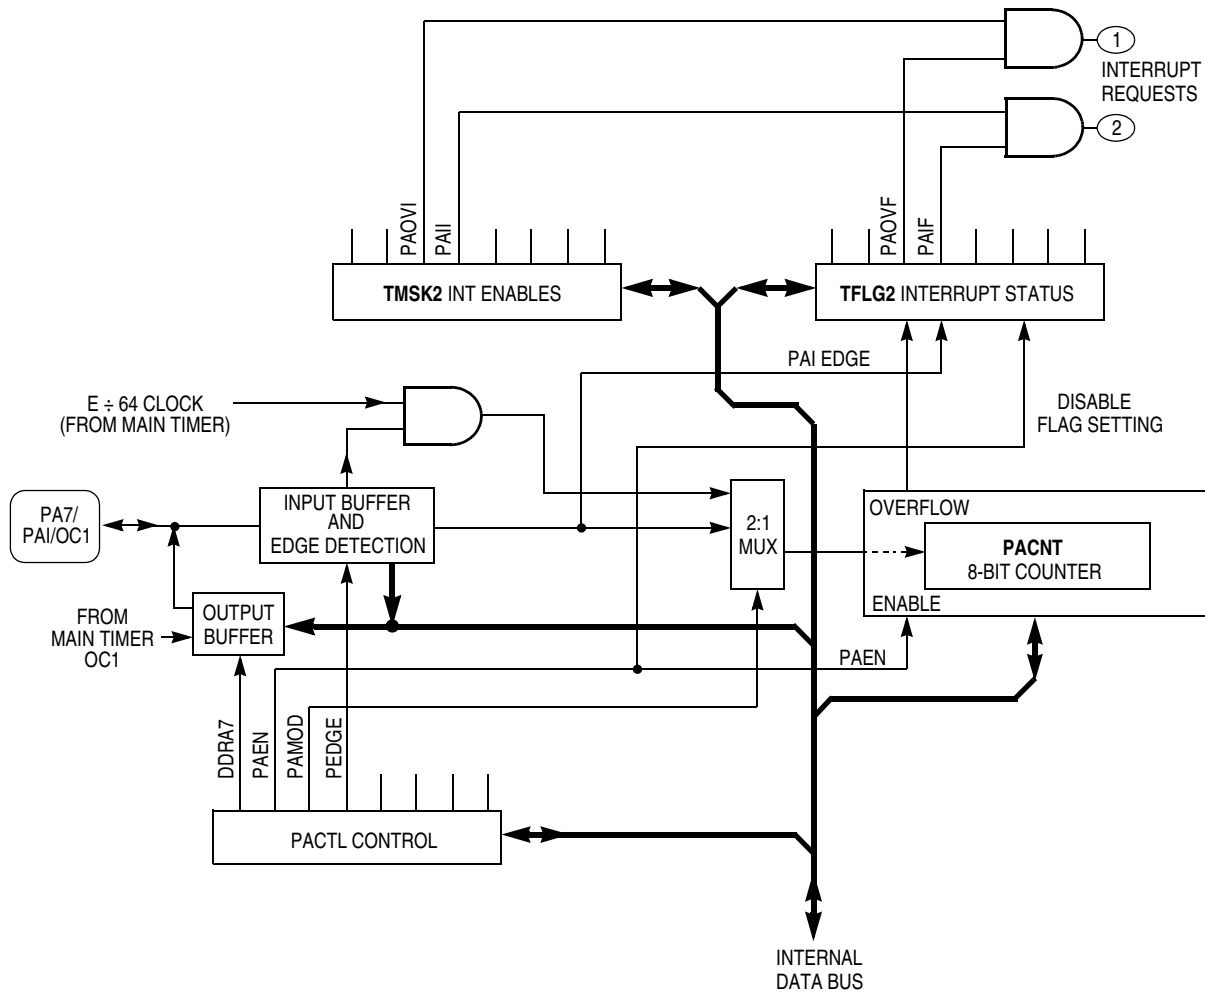 1
INTERRUPT
REQUESTS
2
PAOVI
PAII
PAOVF
PAIF
TMSK2 INT ENABLES
TFLG2 INTERRUPT STATUS
PAI EDGE
E ÷ 64 CLOCK
(FROM MAIN TIMER)
DISABLE
FLAG SETTING
PA7/
PAI/OC1
INPUT BUFFER
AND
EDGE DETECTION
2:1
MUX
OVERFLOW
PACNT
8-BIT COUNTER
ENABLE
FROM
MAIN TIMER
OC1
OUTPUT
BUFFER
PAEN
DDRA7
PAEN
PAMOD
PEDGE
PACTL CONTROL
INTERNAL
DATA BUS